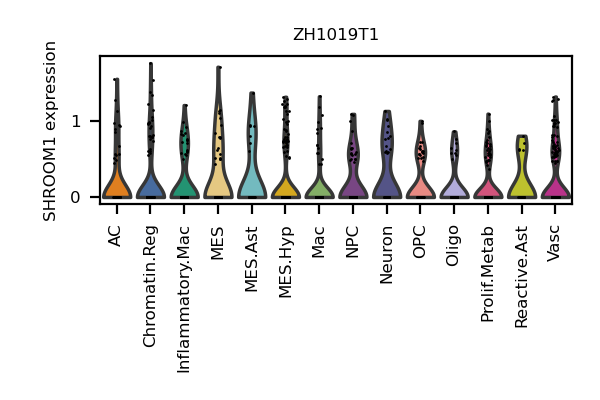 ZH1019T1
SHROOM1 expression
1
0
AC
Chromatin.Reg
Inflammatory.Mac
MES
MES.Ast
MES.Hyp
Mac
NPC
Neuron
OPC
Oligo
Prolif.Metab
Reactive.Ast
Vasc